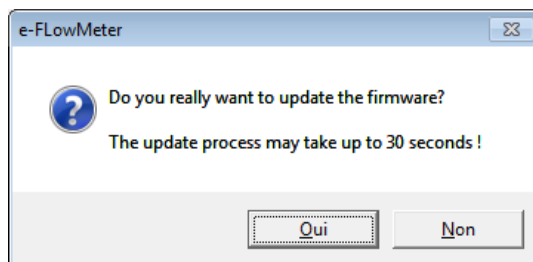 e-FLowMeter
Do you really want to update the firmware?
The update process may take up to 30 seconds !
Oui
Non